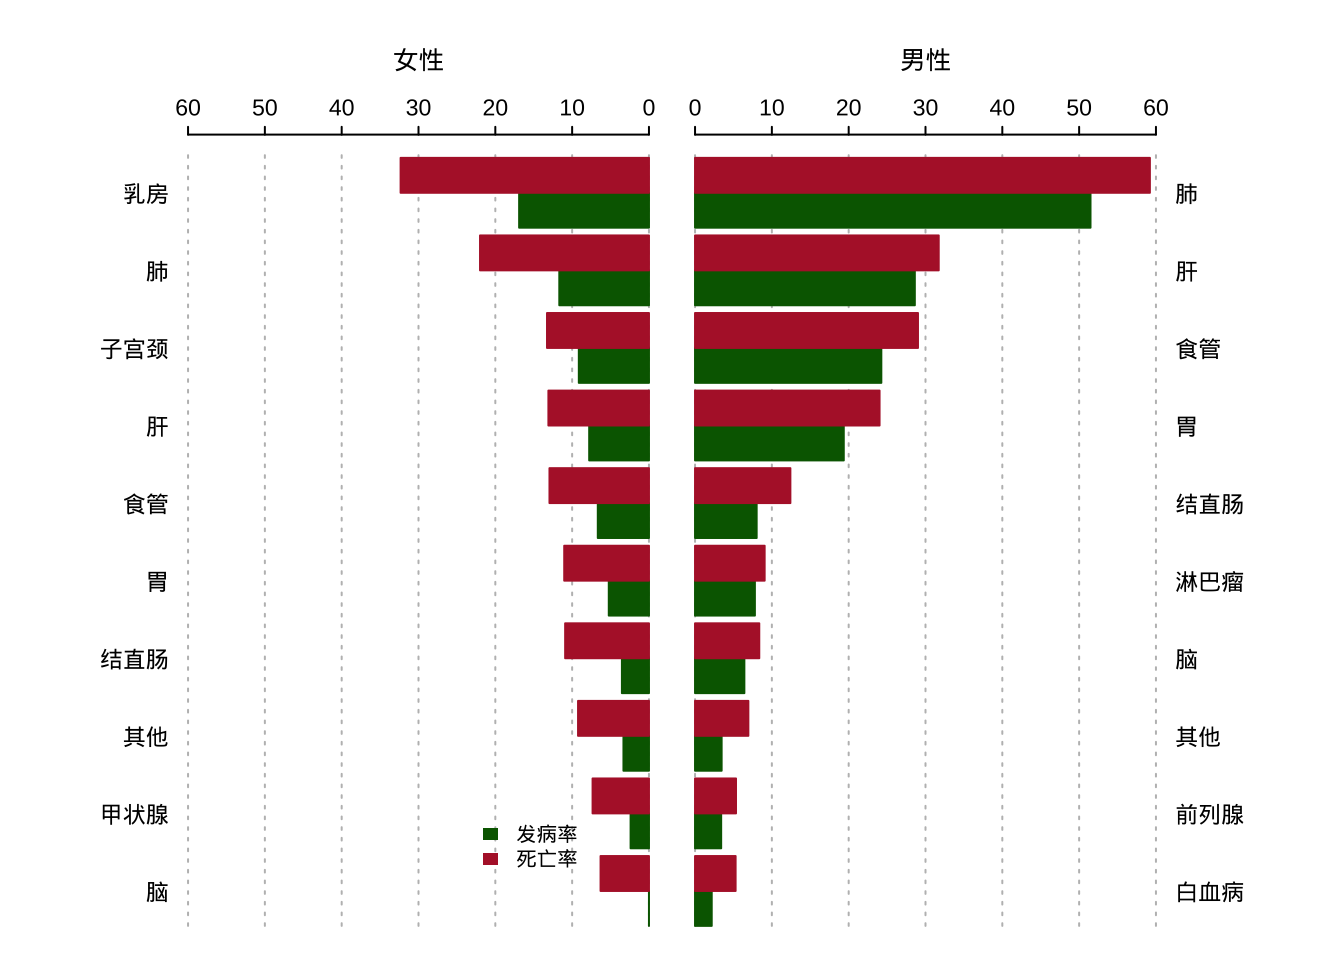 女性 男性
60 50 40 30 20 10 0 0 10 20 30 40 50 60
乳房 肺
肺 肝
子宫颈 食管
肝 胃
食管 结直肠
胃 淋巴瘤
结直肠 脑
其他 其他
甲状腺 前列腺
发病率
死亡率
脑 白血病